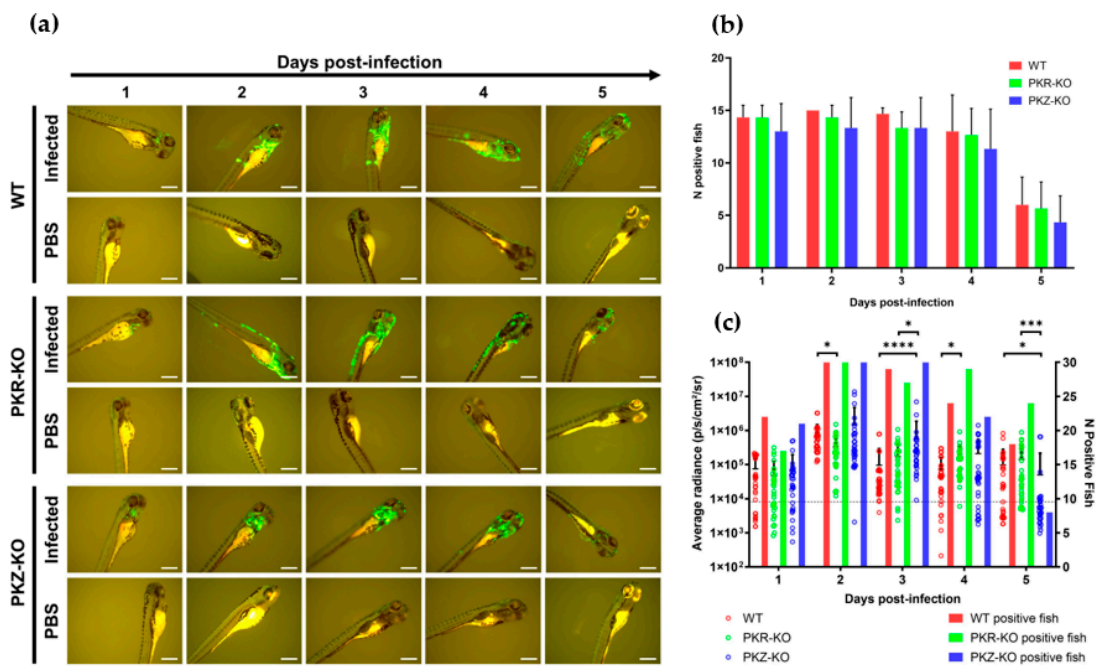 (a)
Days post-infection
1 2 3 4 5
WT
Infected
PBS
PKR-KO
Infected
PBS
PKZ-KO
Infected
PBS
(b)
20
15
10
5
0
N positive fish
WT
PKR-KO
PKZ-KO
1 2 3 4 5
Days post-infection
(c)
* * ***
* **** * *
1×10⁸
1×10⁷
1×10⁶
1×10⁵
1×10⁴
1×10³
1×10²
Average radiance (p/s/cm²/sr)
30
25
20
15
10
5
0
N Positive Fish
1 2 3 4 5
Days post-infection
WT
PKR-KO
PKZ-KO
WT positive fish
PKR-KO positive fish
PKZ-KO positive fish